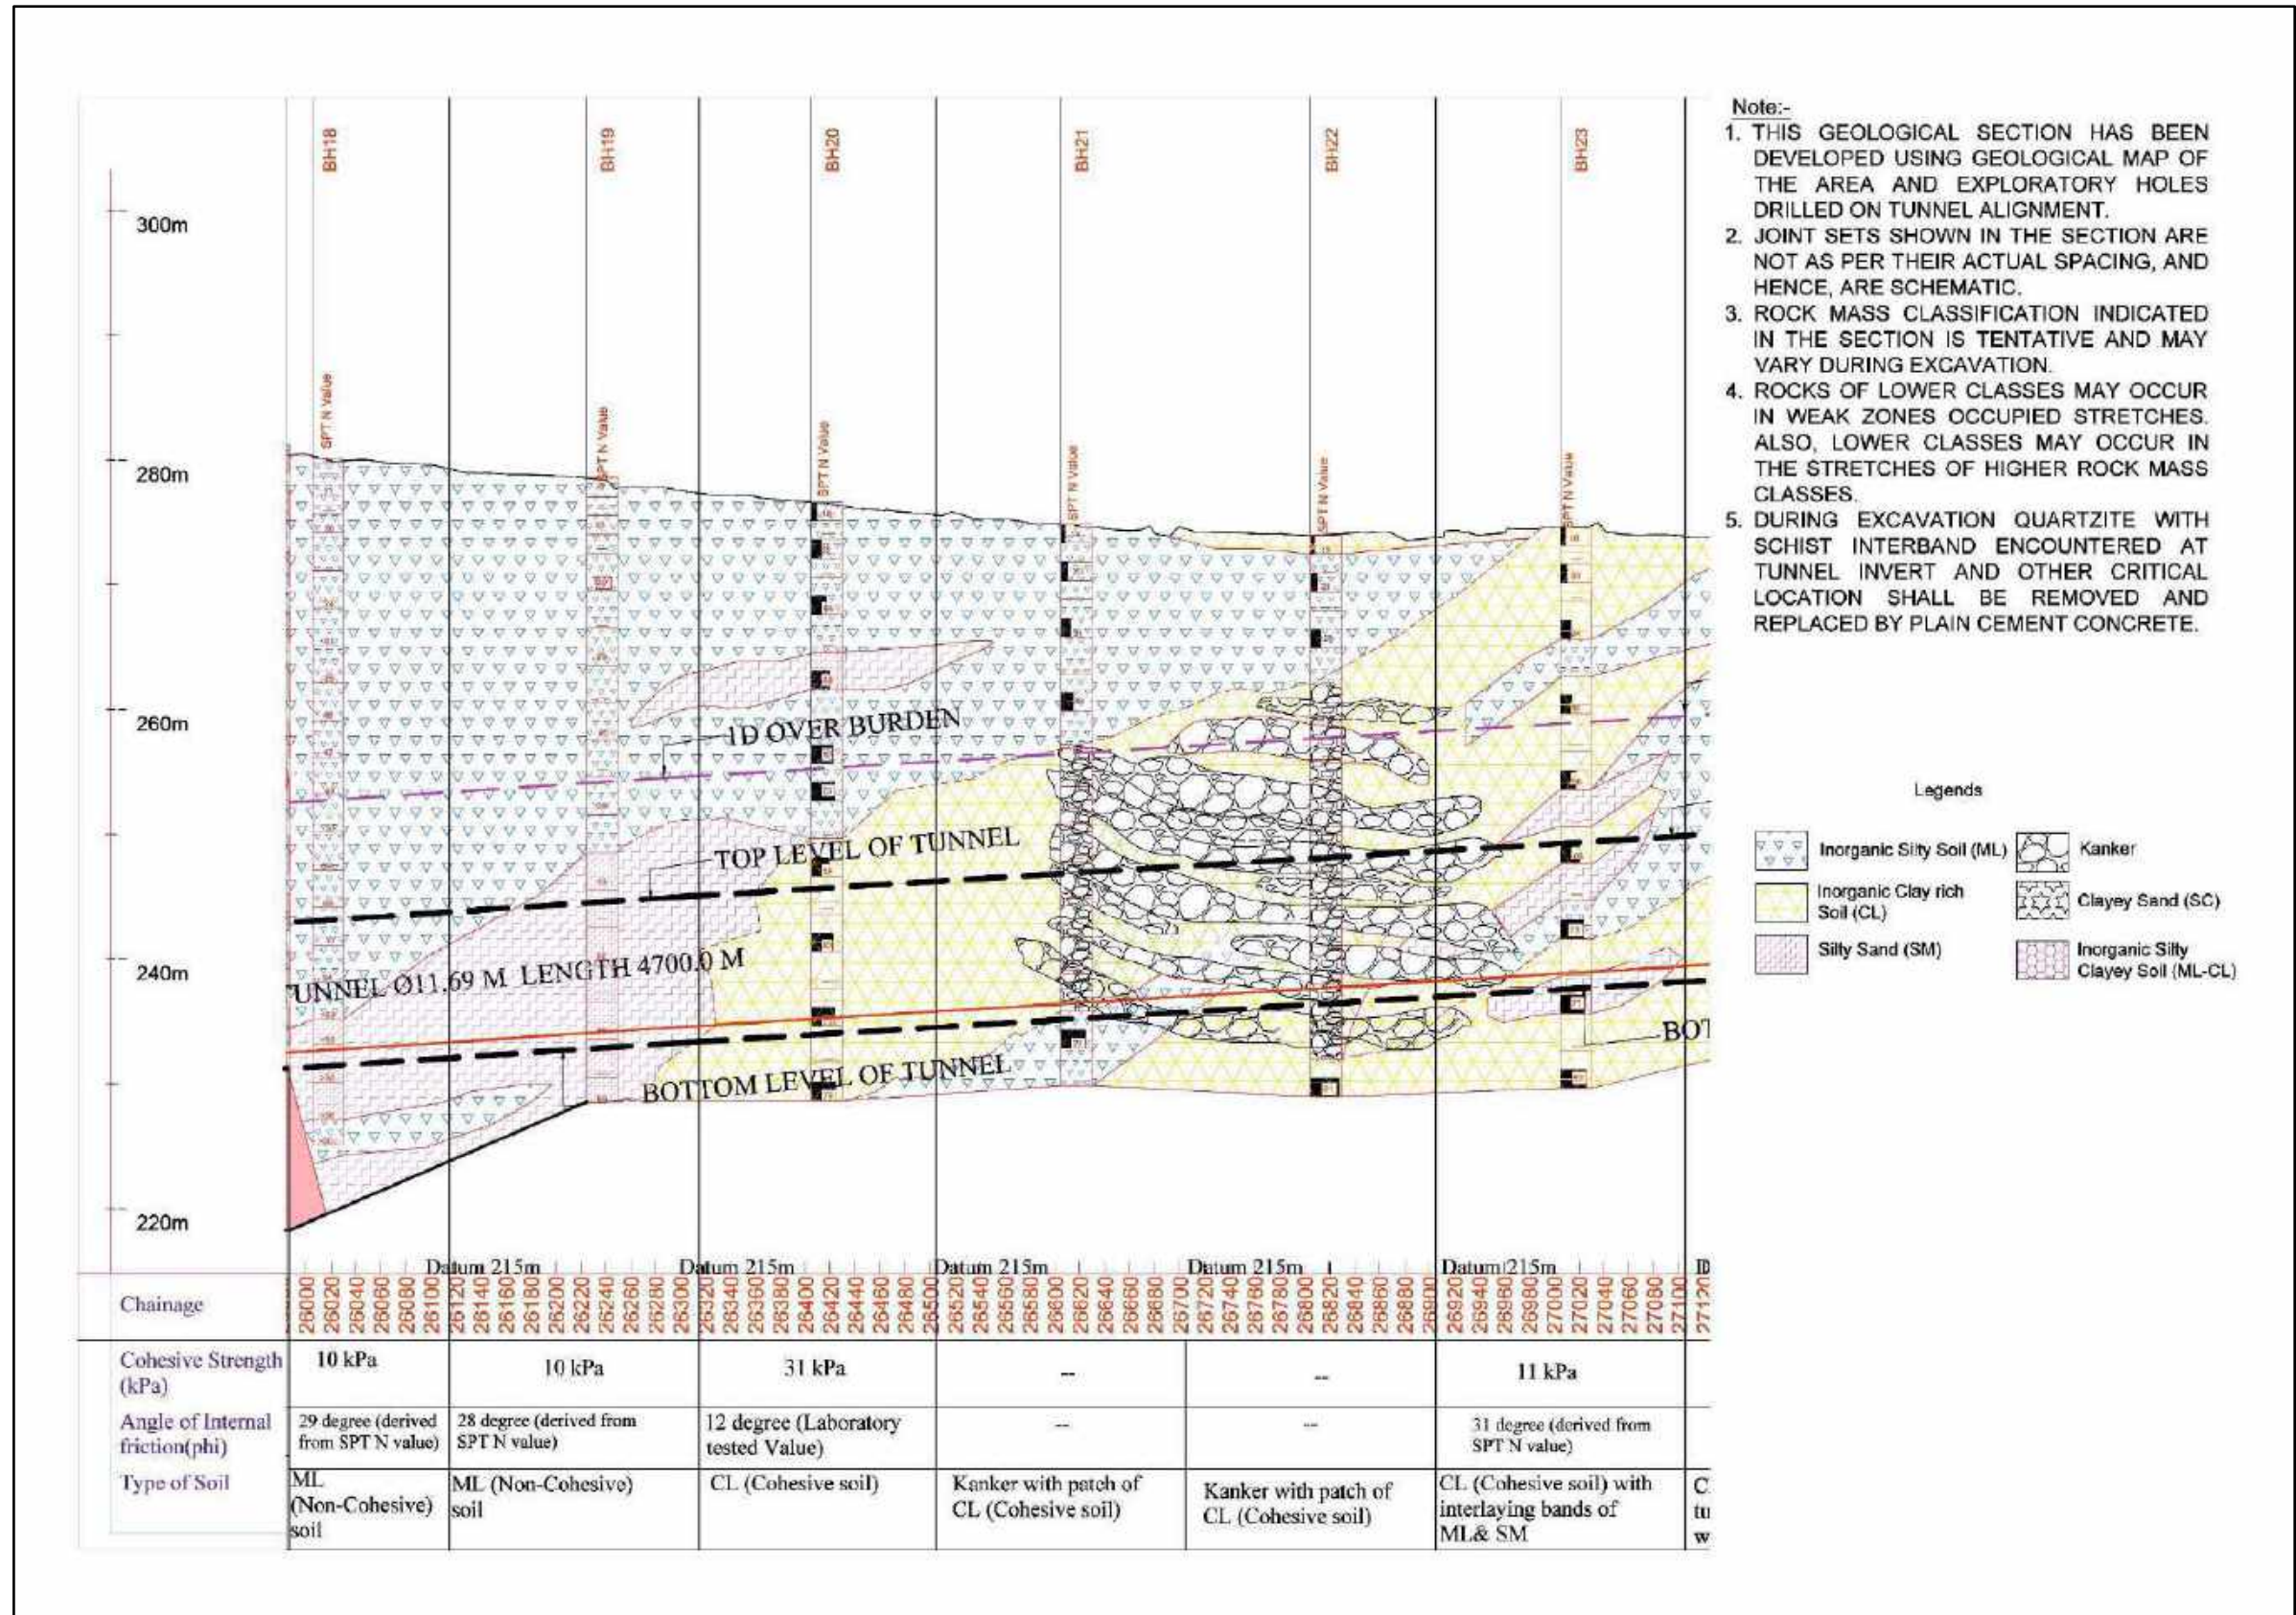 BH18
BH19
BH20
BH21
BH22
BH23
SPT N Value
SPT N Value
SPT N Value
SPT N Value
SPT N Value
SPT N Value
300m
280m
260m
240m
220m
1D OVER BURDEN
TOP LEVEL OF TUNNEL
UNNEL Ø11.69 M LENGTH 4700.0 M
BOTTOM LEVEL OF TUNNEL
BOT
Note:-
1. THIS GEOLOGICAL SECTION HAS BEEN
DEVELOPED USING GEOLOGICAL MAP OF
THE AREA AND EXPLORATORY HOLES
DRILLED ON TUNNEL ALIGNMENT.
2. JOINT SETS SHOWN IN THE SECTION ARE
NOT AS PER THEIR ACTUAL SPACING, AND
HENCE, ARE SCHEMATIC.
3. ROCK MASS CLASSIFICATION INDICATED
IN THE SECTION IS TENTATIVE AND MAY
VARY DURING EXCAVATION.
4. ROCKS OF LOWER CLASSES MAY OCCUR
IN WEAK ZONES OCCUPIED STRETCHES.
ALSO, LOWER CLASSES MAY OCCUR IN
THE STRETCHES OF HIGHER ROCK MASS
CLASSES.
5. DURING EXCAVATION QUARTZITE WITH
SCHIST INTERBAND ENCOUNTERED AT
TUNNEL INVERT AND OTHER CRITICAL
LOCATION SHALL BE REMOVED AND
REPLACED BY PLAIN CEMENT CONCRETE.
Legends
Inorganic Silty Soil (ML)
Kanker
Inorganic Clay rich
Soil (CL)
Clayey Sand (SC)
Silty Sand (SM)
Inorganic Silty
Clayey Soil (ML-CL)
Datum 215m
Datum 215m
Datum 215m
Datum 215m
Datum 215m
Chainage
26000
26020
26040
26060
26080
26100
26120
26140
26160
26180
26200
26220
26240
26260
26280
26300
26320
26340
26360
26380
26400
26420
26440
26460
26480
26500
26520
26540
26560
26580
26600
26620
26640
26660
26680
26700
26720
26740
26760
26780
26800
26820
26840
26860
26880
26900
26920
26940
26960
26980
27000
27020
27040
27060
27080
27100
27120
Cohesive Strength
(kPa)
10 kPa
10 kPa
31 kPa
--
--
11 kPa
Angle of Internal
friction(phi)
29 degree (derived
from SPT N value)
28 degree (derived from
SPT N value)
12 degree (Laboratory
tested Value)
--
--
31 degree (derived from
SPT N value)
Type of Soil
ML
(Non-Cohesive)
soil
ML (Non-Cohesive)
soil
CL (Cohesive soil)
Kanker with patch of
CL (Cohesive soil)
Kanker with patch of
CL (Cohesive soil)
CL (Cohesive soil) with
interlaying bands of
ML& SM
C
tu
w